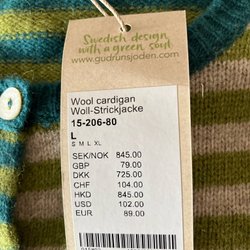 Swedish design
with a green soul
www.gudrunsjoden.com
Wool cardigan
Woll-Strickjacke
15-206-80
L
S M L XL
SEK/NOK 845.00
GBP 79.00
DKK 725.00
CHF 104.00
HKD 845.00
USD 102.00
EUR 89.00